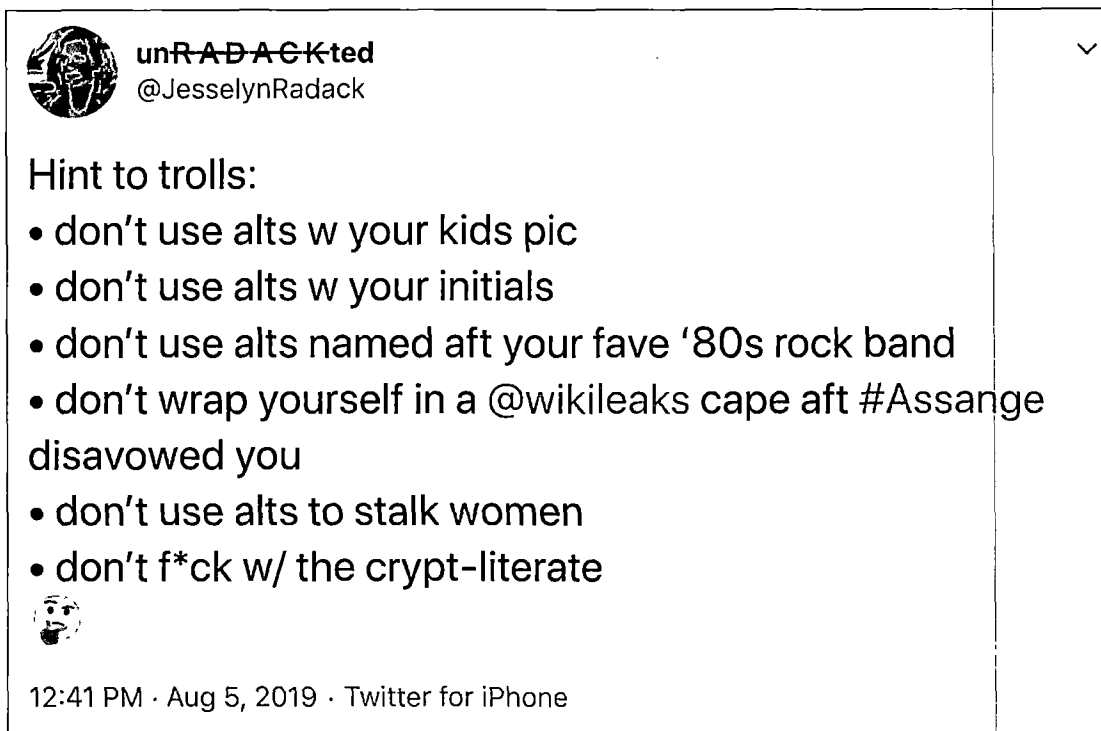 unRADACKted
@JesselynRadack
Hint to trolls:
• don't use alts w your kids pic
• don't use alts w your initials
• don't use alts named aft your fave '80s rock band
• don't wrap yourself in a @wikileaks cape aft #Assange
disavowed you
• don't use alts to stalk women
• don't f*ck w/ the crypt-literate
🤔
12:41 PM · Aug 5, 2019 · Twitter for iPhone